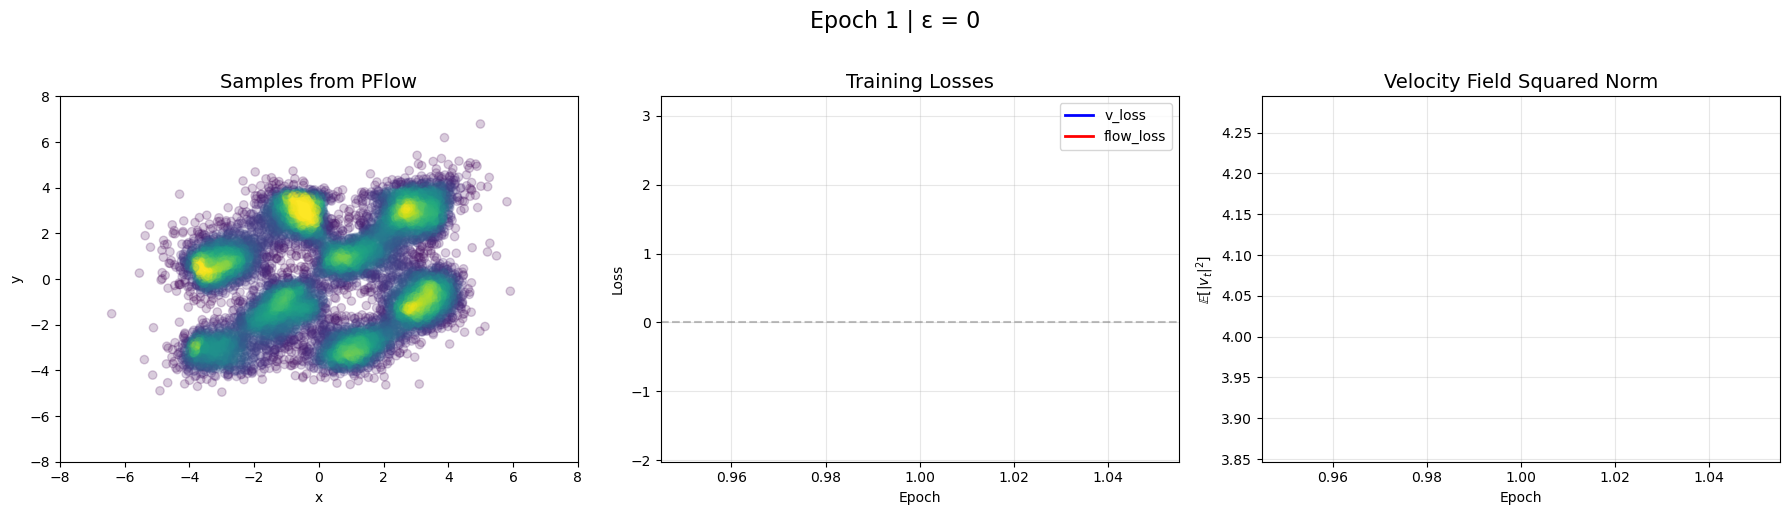 Epoch 1 | ε = 0
Samples from PFlow
8
6
4
2
0
−2
−4
−6
−8
y
−8 −6 −4 −2 0 2 4 6 8
x
Training Losses
v_loss
flow_loss
3
2
1
0
−1
−2
Loss
0.96 0.98 1.00 1.02 1.04
Epoch
Velocity Field Squared Norm
4.25
4.20
4.15
4.10
4.05
4.00
3.95
3.90
3.85
𝔼[|v_t|²]
0.96 0.98 1.00 1.02 1.04
Epoch